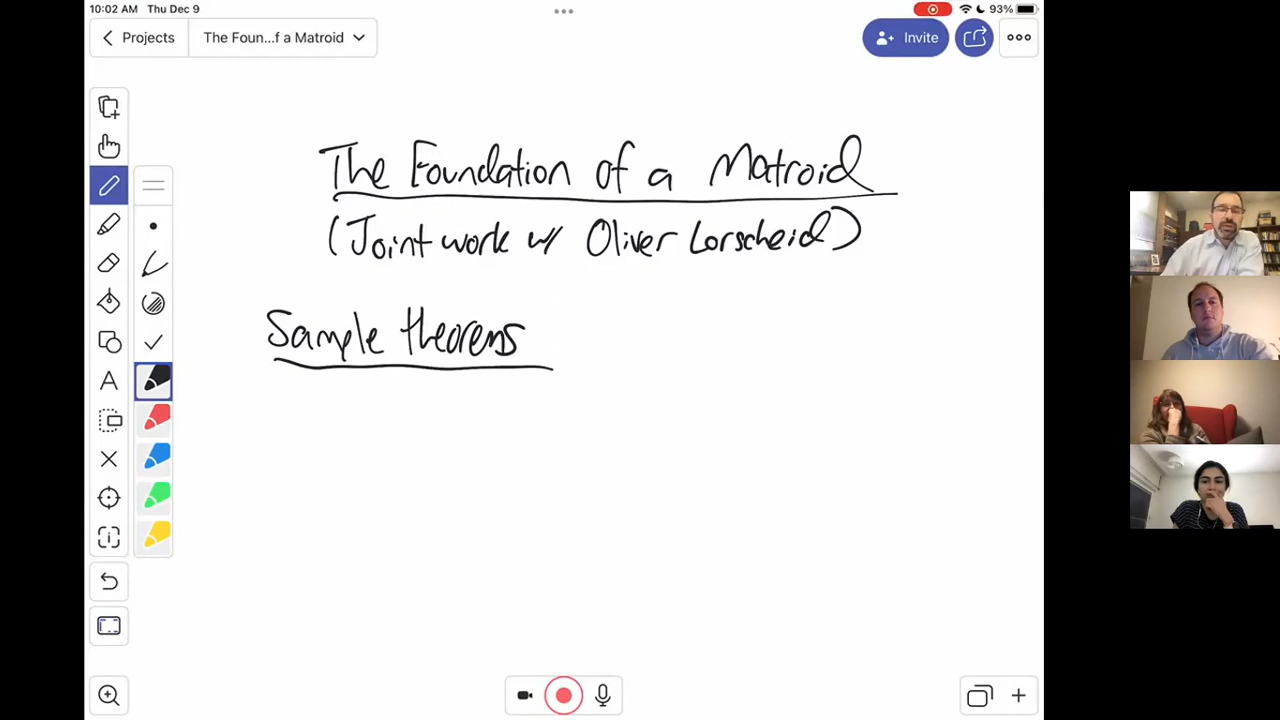 10:02 AM Thu Dec 9
93%
Projects
The Foun...f a Matroid
Invite
The Foundation of a Matroid
(Joint work w/ Oliver Lorscheid)
Sample theorems
A